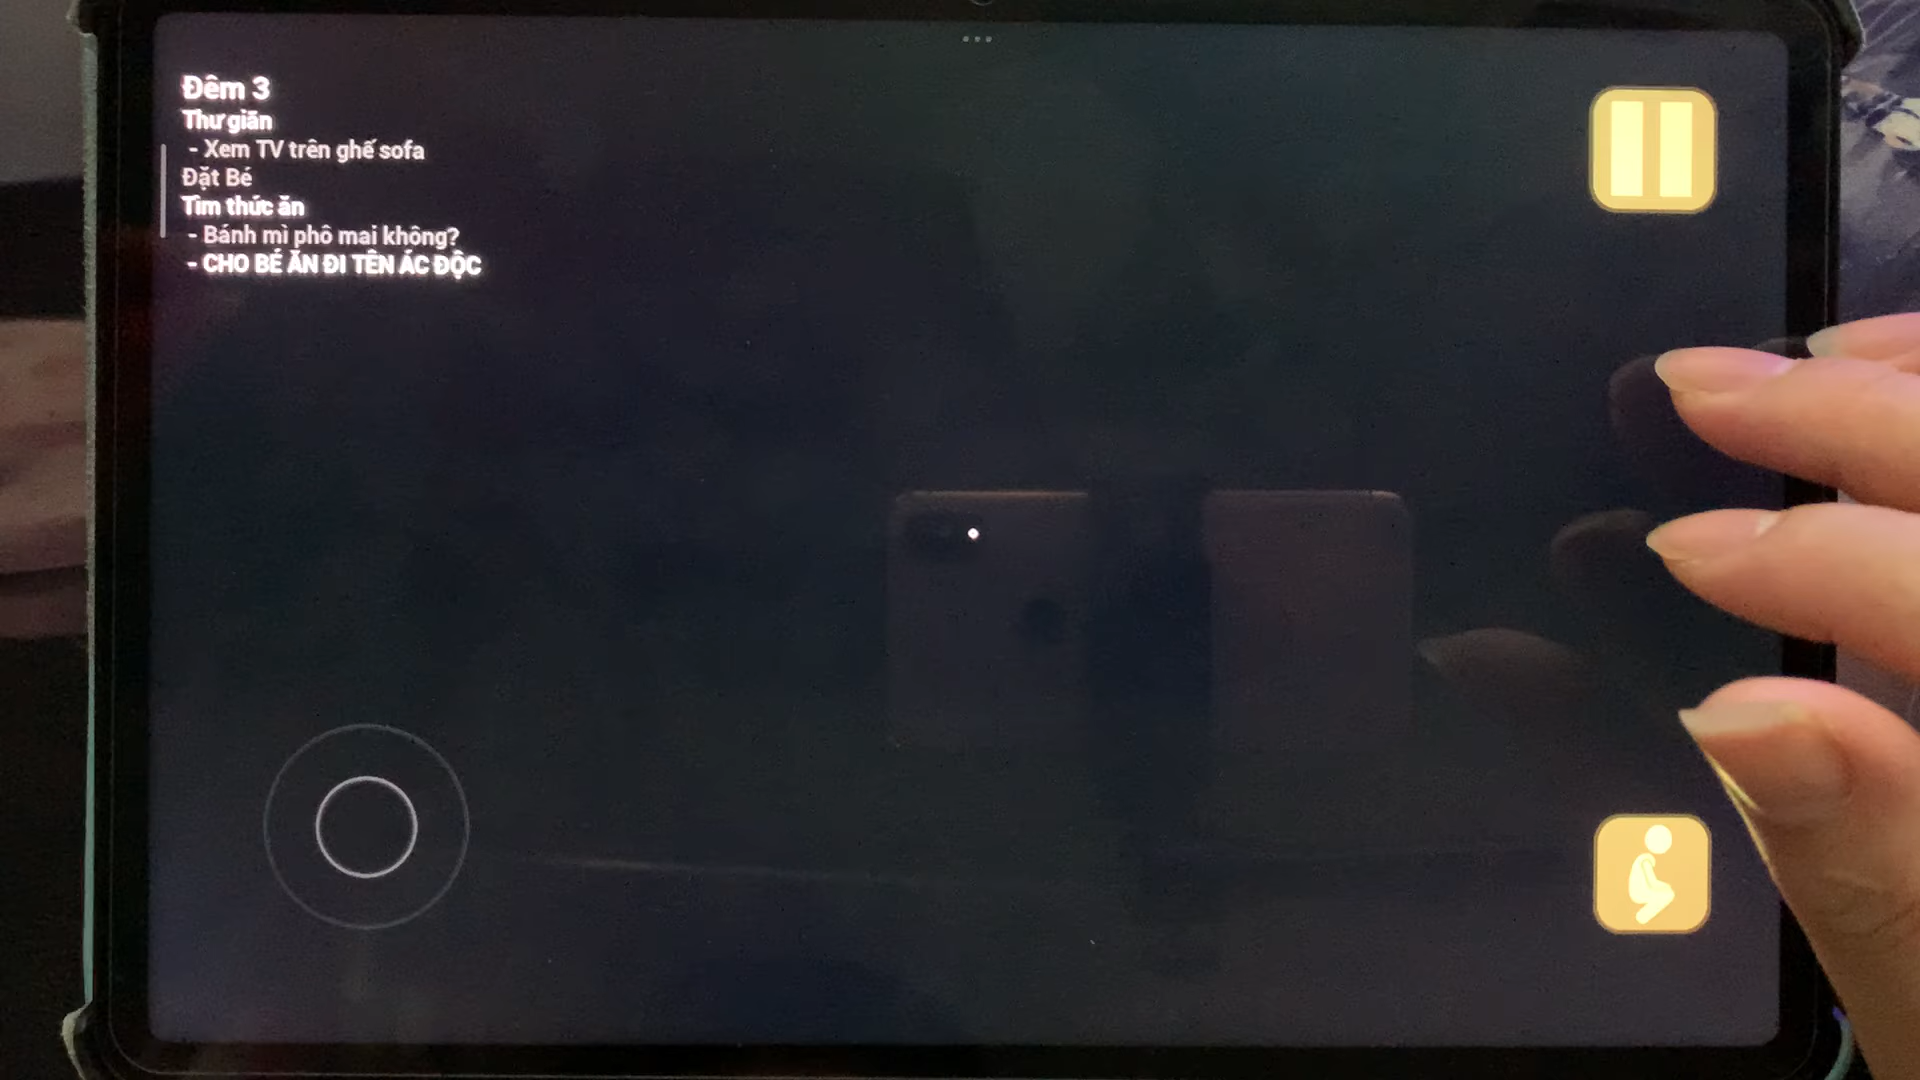 Đêm 3
Thư giãn
- Xem TV trên ghế sofa
Đặt Bé
Tìm thức ăn
- Bánh mì phô mai không?
- CHO BÉ ĂN ĐI TÊN ÁC ĐỘC